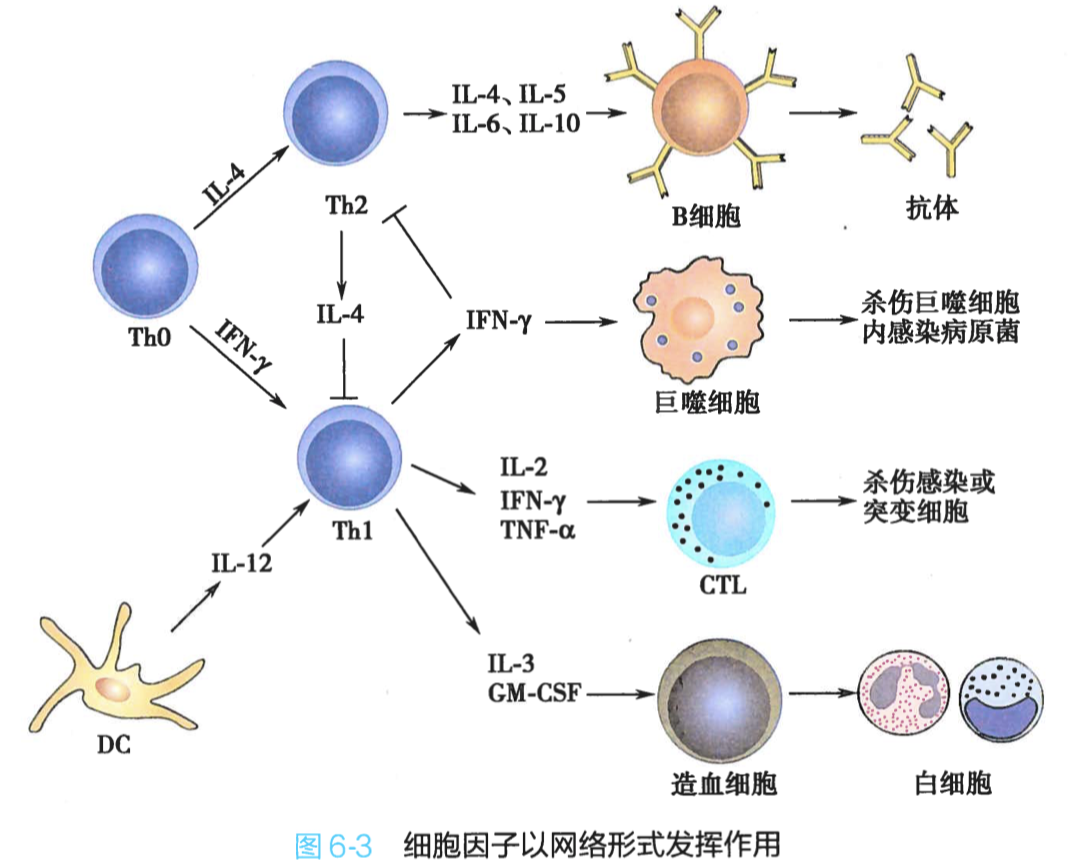 IL-4、IL-5
IL-6、IL-10
IL-4
Th2
B细胞
抗体
Th0
IFN-γ
IL-4
IFN-γ
杀伤巨噬细胞
内感染病原菌
巨噬细胞
IL-2
IFN-γ
TNF-α
杀伤感染或
突变细胞
Th1
CTL
IL-12
DC
IL-3
GM-CSF
造血细胞
白细胞
图 6-3 细胞因子以网络形式发挥作用